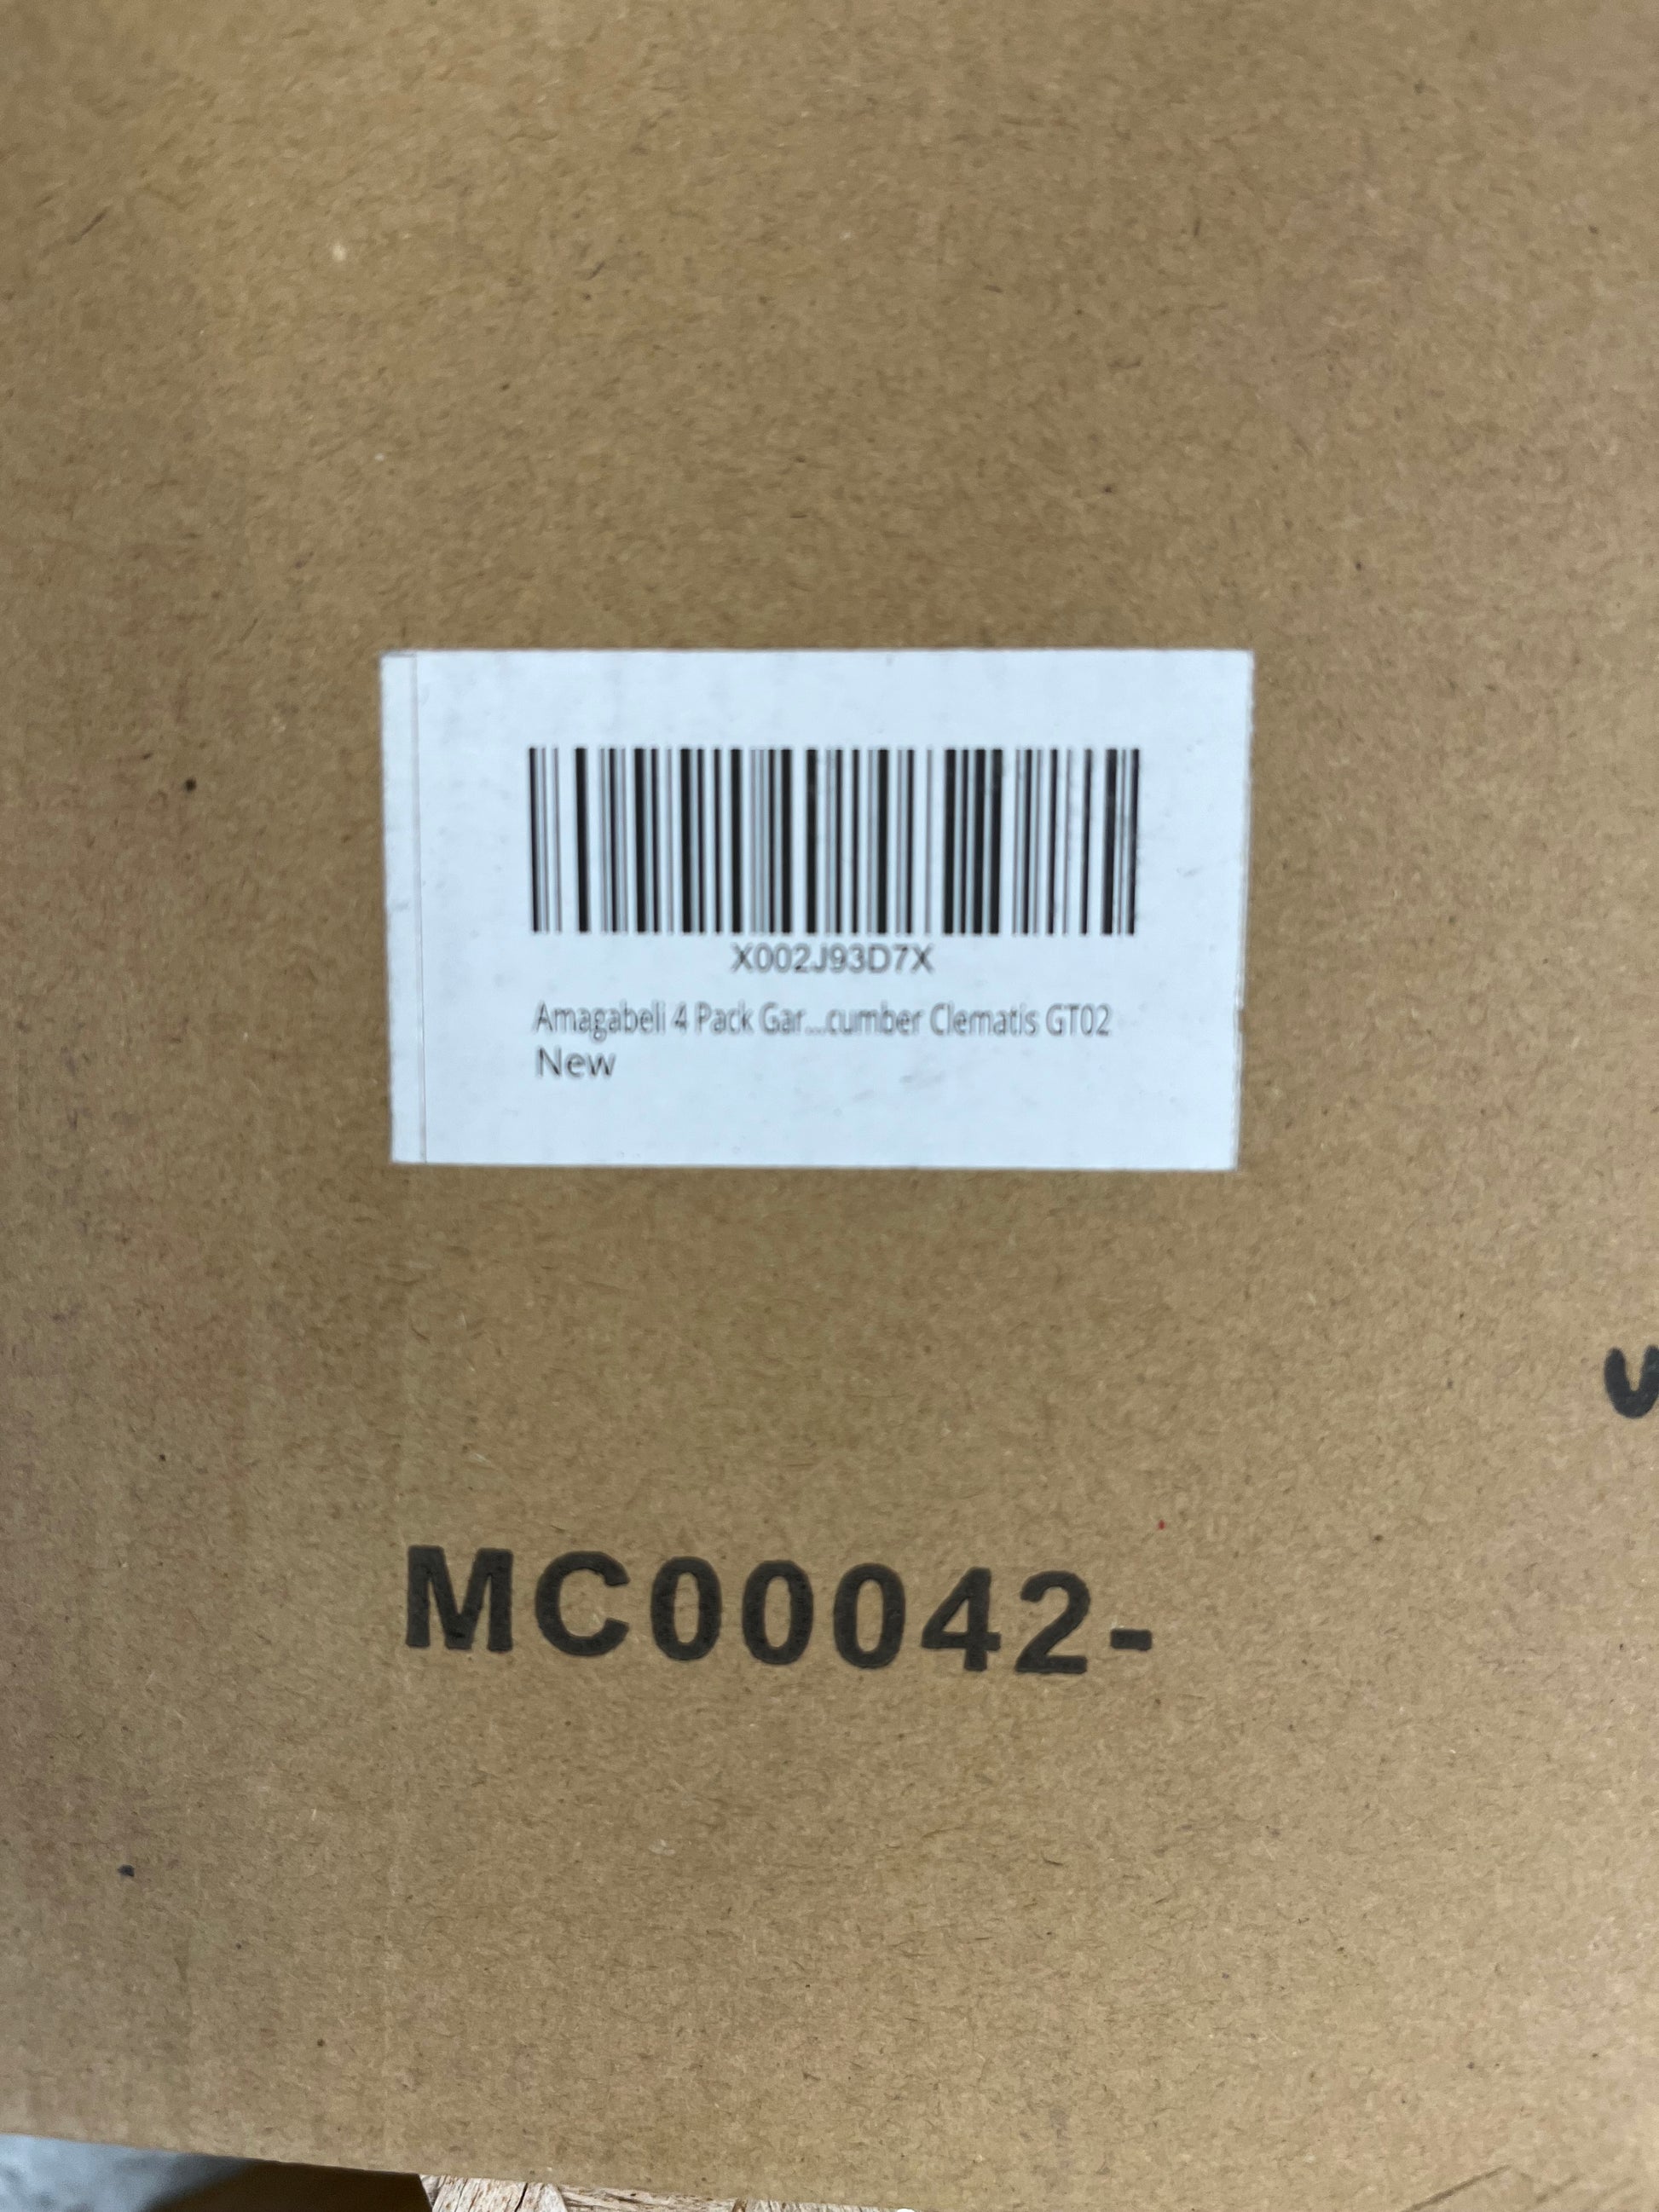 X002J93D7X
Amagabeli 4 Pack Gar...cumber Clematis GT02
New
MC00042-